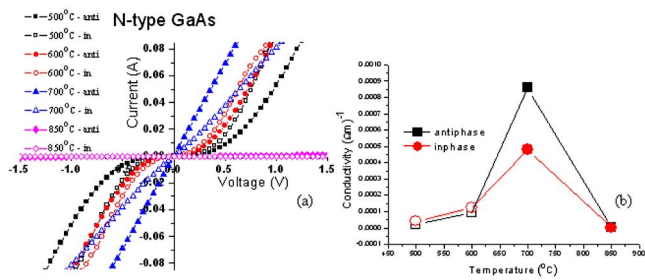 N-type GaAs
500°C - anti
500°C - in
600°C - anti
600°C - in
700°C - anti
700°C - in
850°C - anti
850°C - in
Current (A)
0.08
0.06
0.04
0.02
0.00
-0.02
-0.04
-0.06
-0.08
-1.5
-1.0
-0.5
0.0
0.5
1.0
1.5
Voltage (V)
(a)
Conductivity (Ωm)-1
0.0010
0.0009
0.0008
0.0007
0.0006
0.0005
0.0004
0.0003
0.0002
0.0001
0.0000
-0.0001
antiphase
inphase
(b)
450 500 550 600 650 700 750 800 850 900
Temperature (°C)